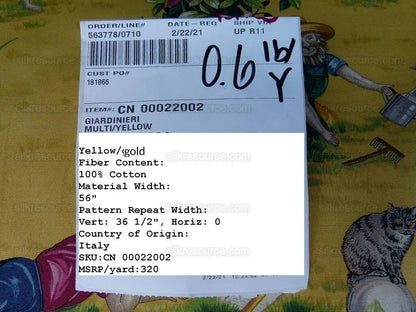 ORDER/LINE# DATE-REQ SHIP VIA
563778/0710 2/22/21 UP R11
CUST PO#
181866
0.6
ITEM#: CN 00022002
GIARDINIERI
MULTI/YELLOW
Yellow/gold
Fiber Content:
100% Cotton
Material Width:
56"
Pattern Repeat Width:
Vert: 36 1/2", Horiz: 0
Country of Origin:
Italy
SKU:CN 00022002
MSRP/yard:320
silkresource.com